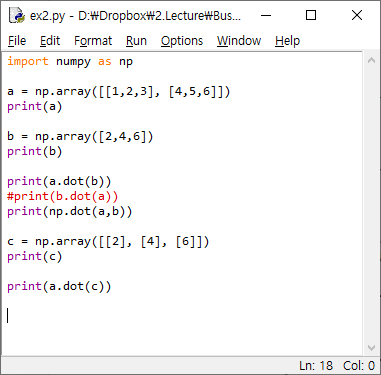 ex2.py - D:₩Dropbox₩2.Lecture₩Bus...
File Edit Format Run Options Window Help
import numpy as np
a = np.array([[1,2,3], [4,5,6]])
print(a)
b = np.array([2,4,6])
print(b)
print(a.dot(b))
#print(b.dot(a))
print(np.dot(a,b))
c = np.array([[2], [4], [6]])
print(c)
print(a.dot(c))
Ln: 18 Col: 0